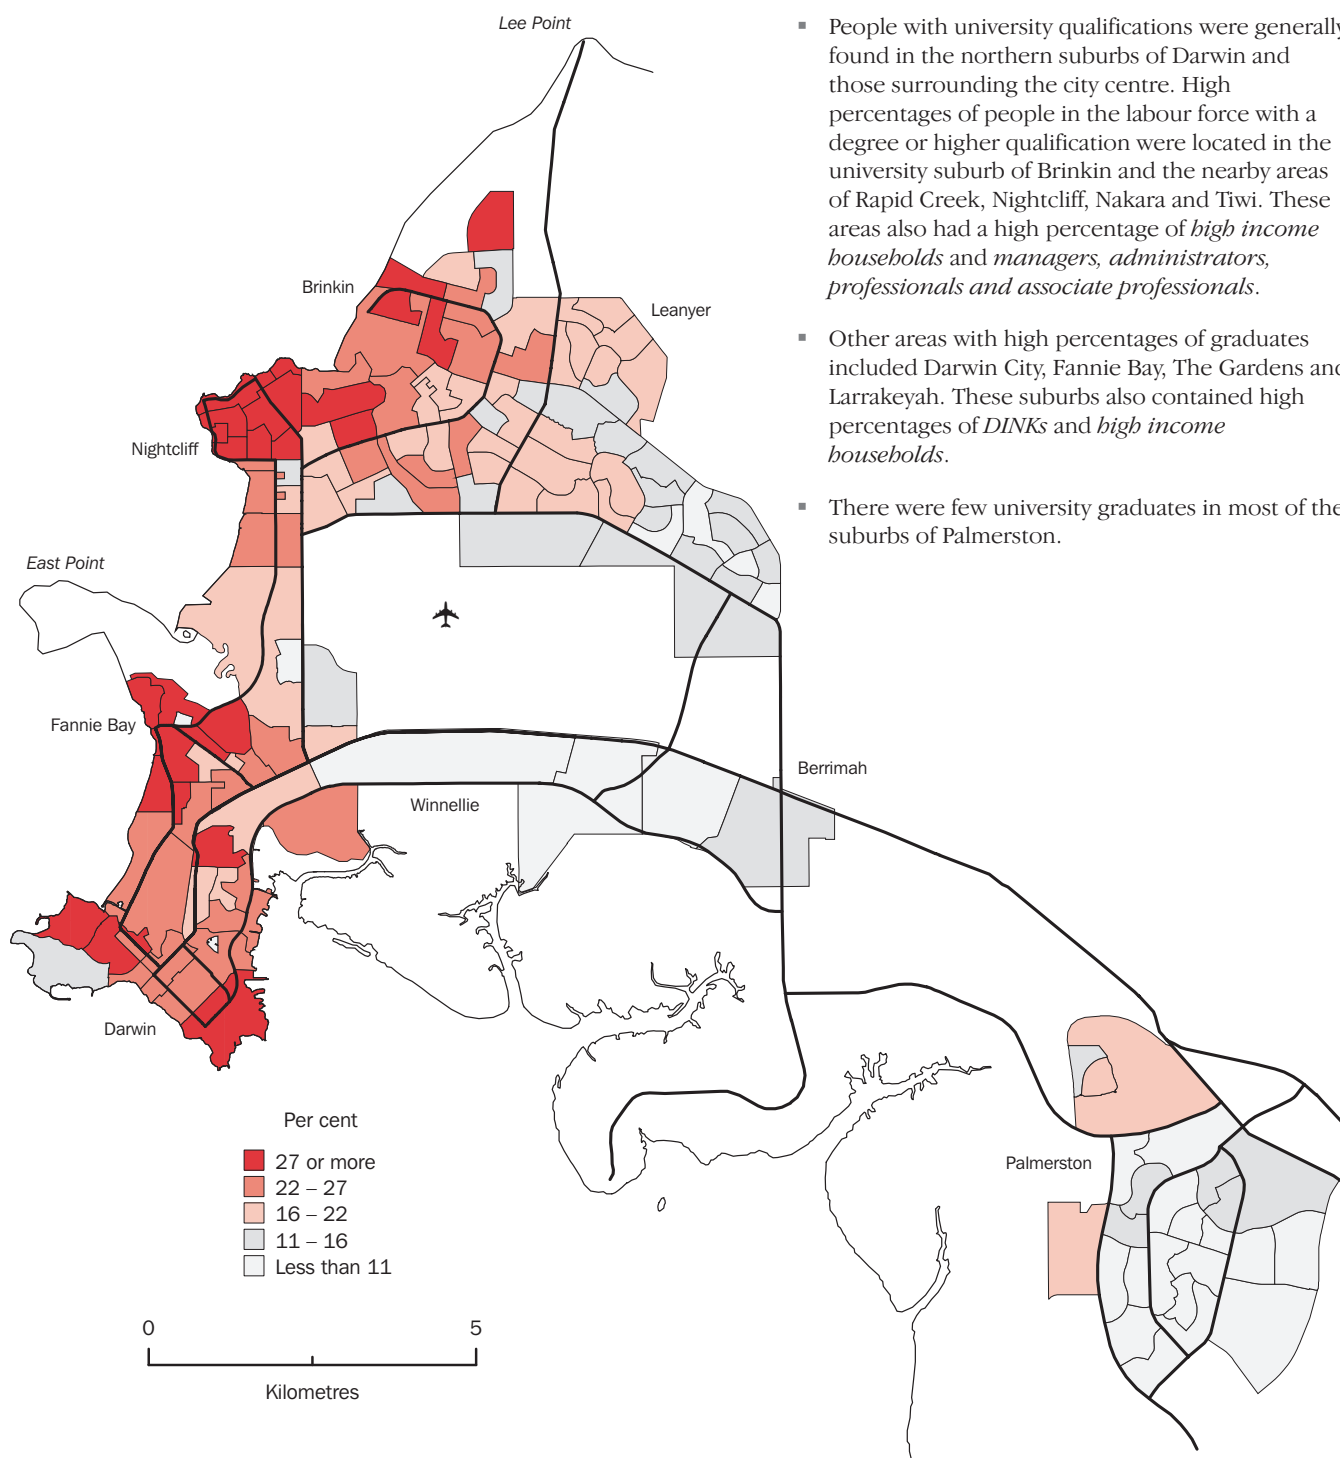 Lee Point
▪ People with university qualifications were generally
found in the northern suburbs of Darwin and
those surrounding the city centre. High
percentages of people in the labour force with a
degree or higher qualification were located in the
university suburb of Brinkin and the nearby areas
of Rapid Creek, Nightcliff, Nakara and Tiwi. These
areas also had a high percentage of high income
households and managers, administrators,
professionals and associate professionals.
▪ Other areas with high percentages of graduates
included Darwin City, Fannie Bay, The Gardens and
Larrakeyah. These suburbs also contained high
percentages of DINKs and high income
households.
▪ There were few university graduates in most of the
suburbs of Palmerston.
Brinkin
Leanyer
Nightcliff
East Point
Fannie Bay
Berrimah
Winnellie
Darwin
Palmerston
Per cent
27 or more
22 – 27
16 – 22
11 – 16
Less than 11
0 5
Kilometres